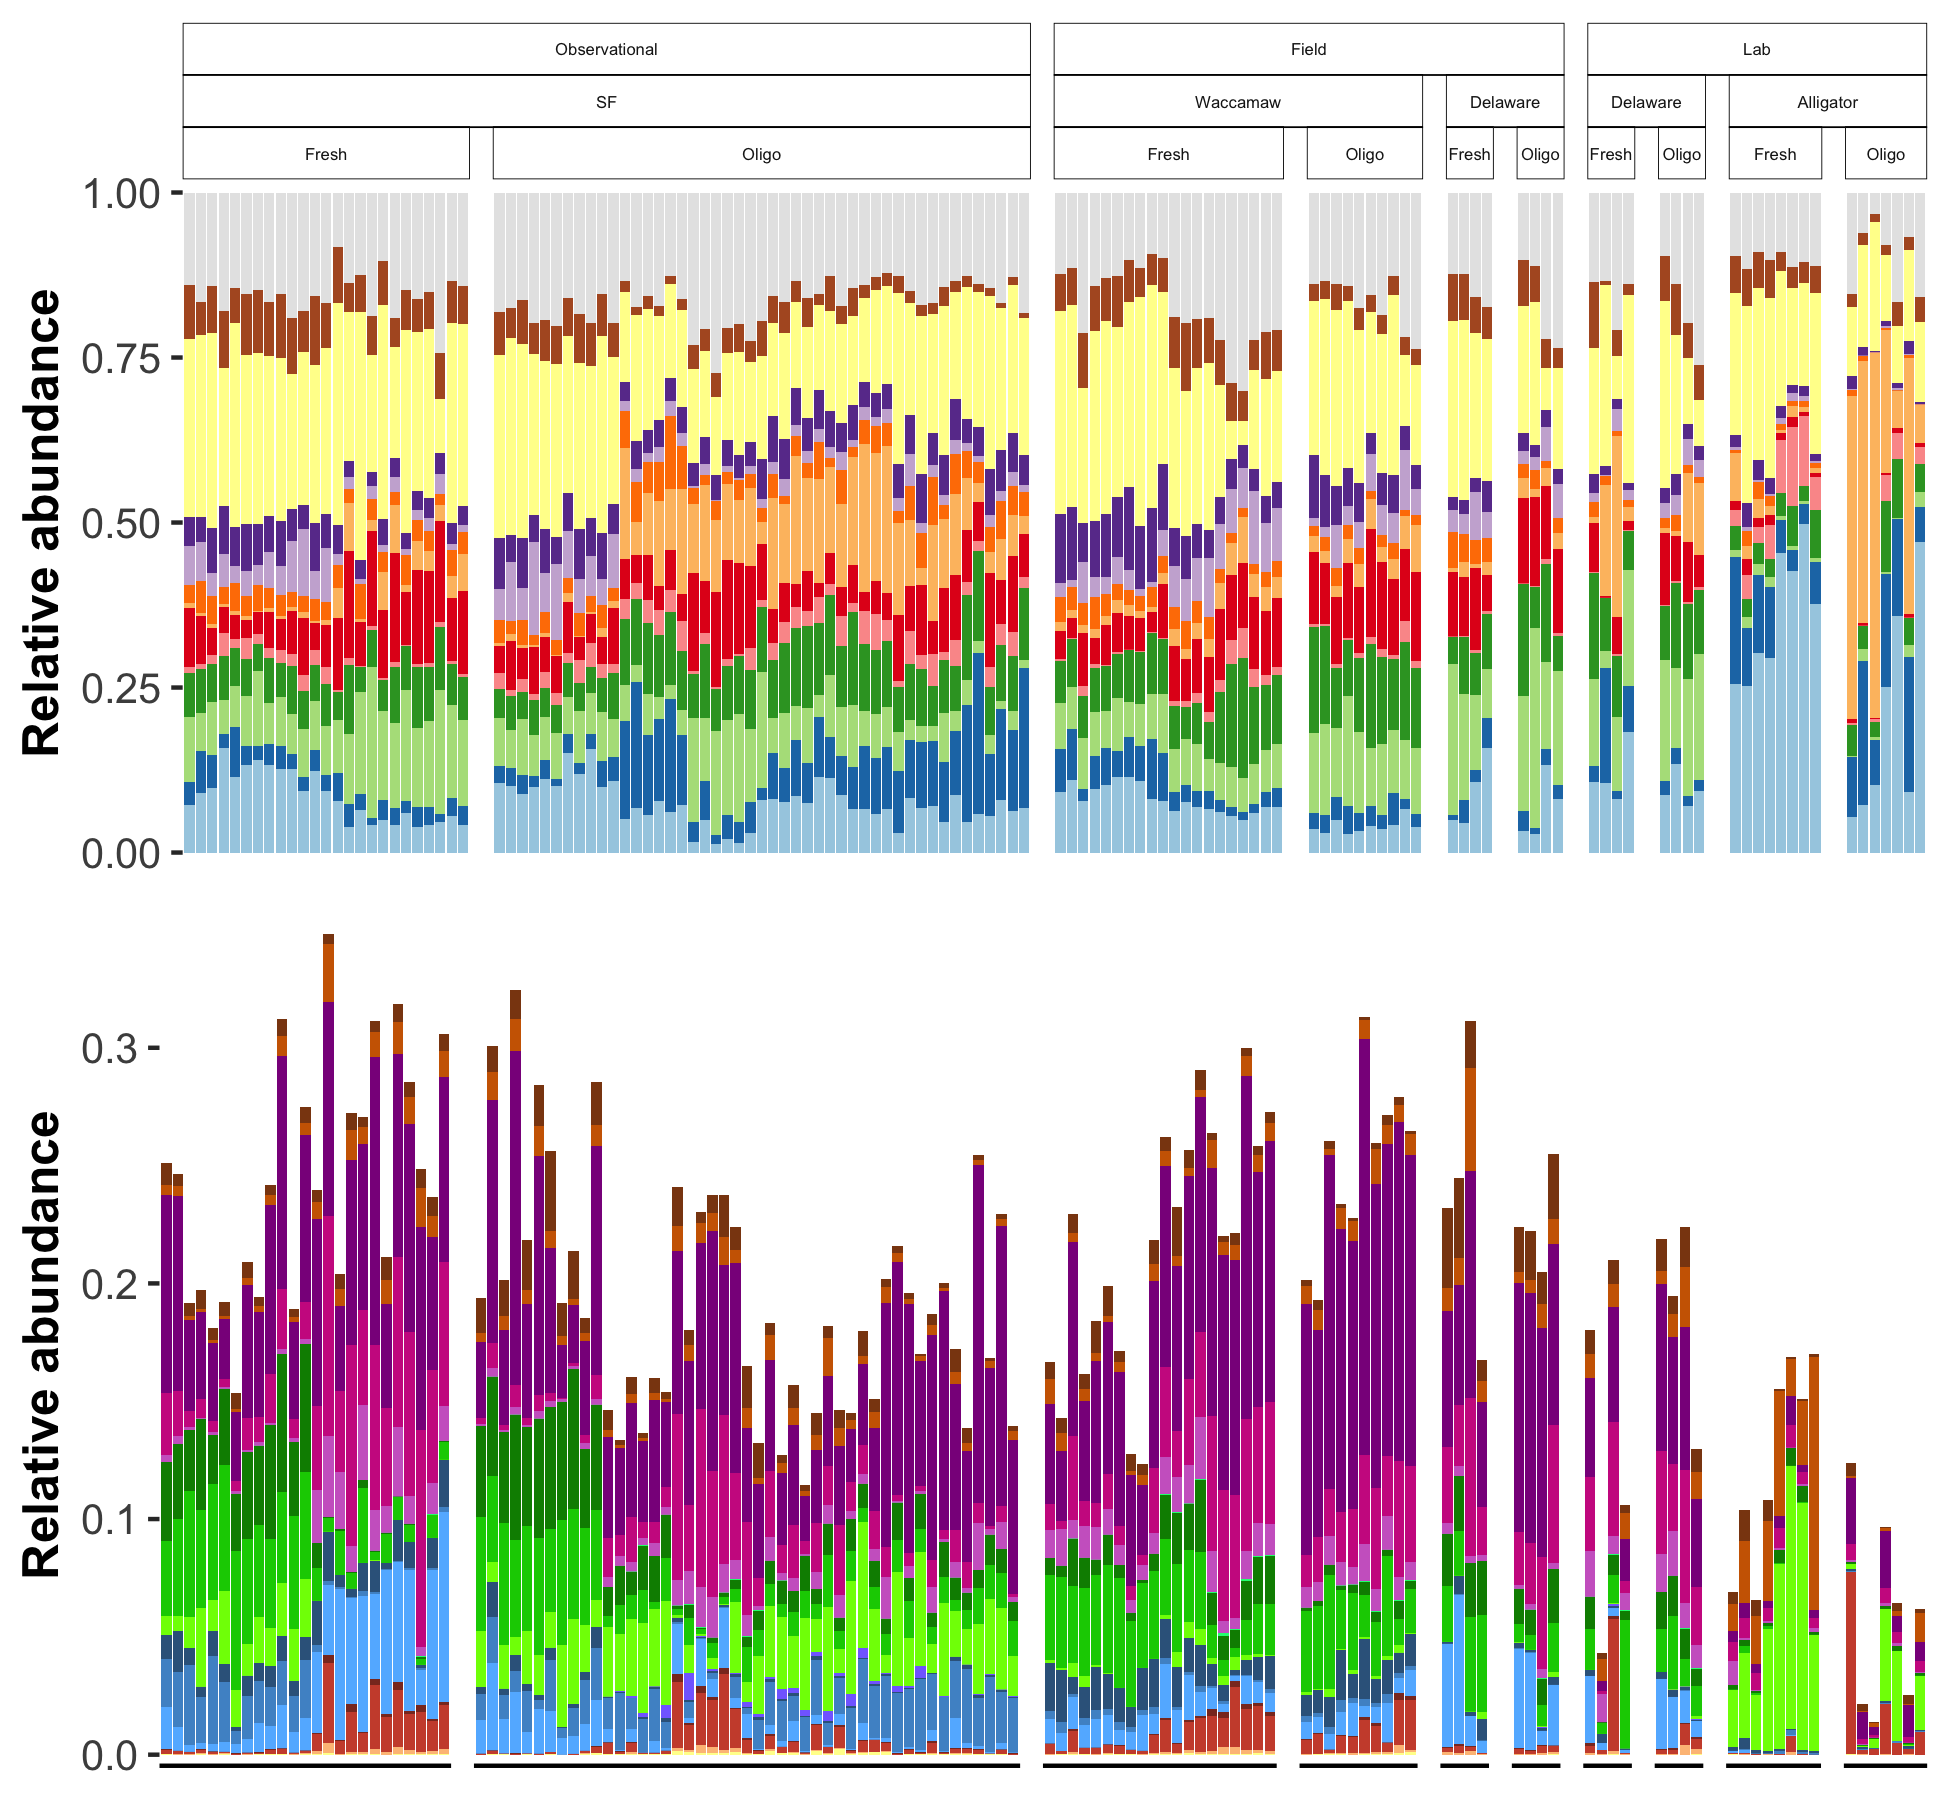 Observational Field Lab
SF Waccamaw Delaware Delaware Alligator
Fresh Oligo Fresh Oligo Fresh Oligo Fresh Oligo Fresh Oligo
1.00
0.75
0.50
0.25
0.00
Relative abundance
0.3
0.2
0.1
0.0
Relative abundance